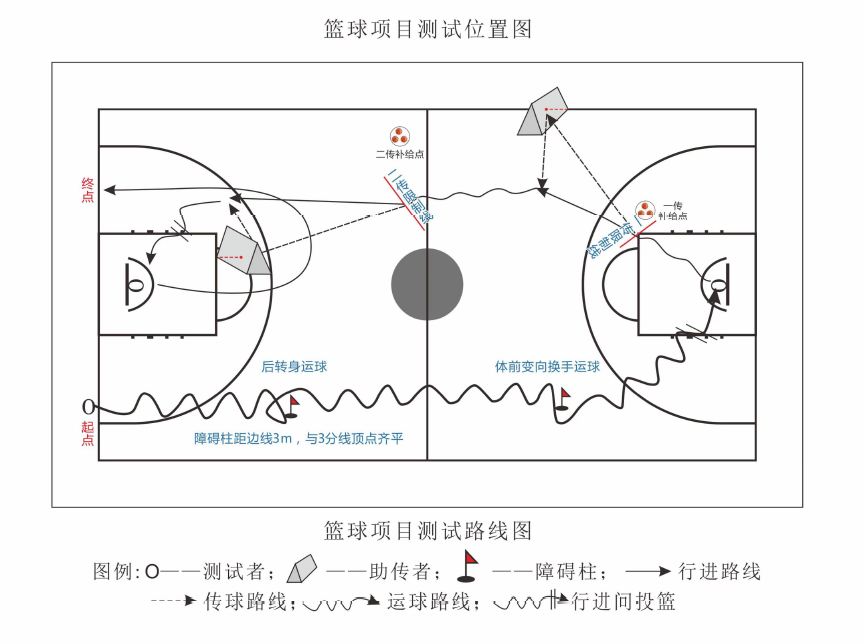 篮球项目测试位置图
二传补给点
终点
二传限制线
一传
补给点
一传限制线
后转身运球
体前变向换手运球
O
起点
障碍柱距边线3m，与3分线顶点齐平
篮球项目测试路线图
图例:O——测试者; ——助传者; ——障碍柱; 行进路线
传球路线; 运球路线; 行进间投篮